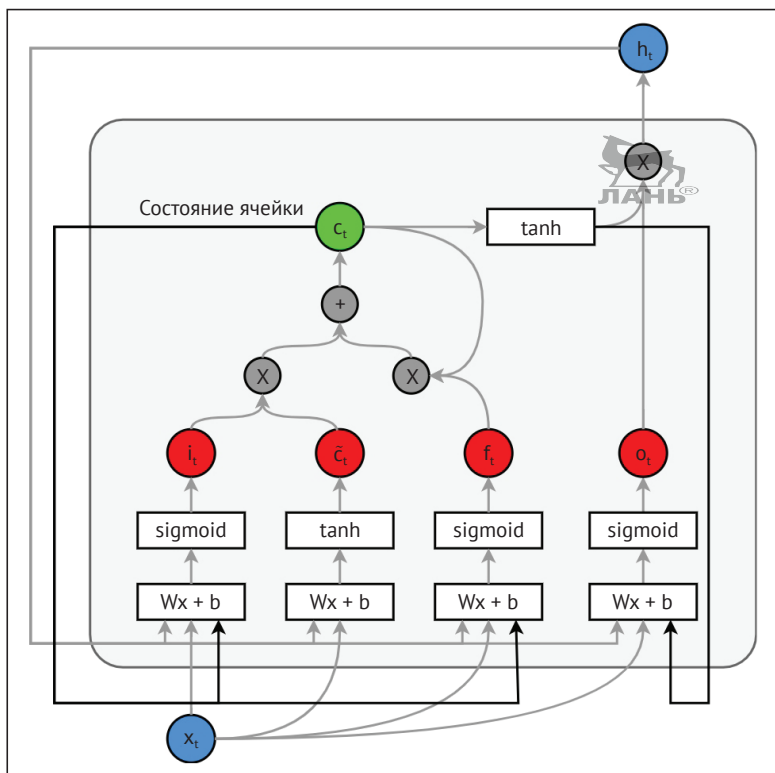 h_t
X
ЛАНЬ®
Состояние ячейки
c_t
tanh
+
X
X
i_t
c̃_t
f_t
o_t
sigmoid
tanh
sigmoid
sigmoid
Wx + b
Wx + b
Wx + b
Wx + b
x_t